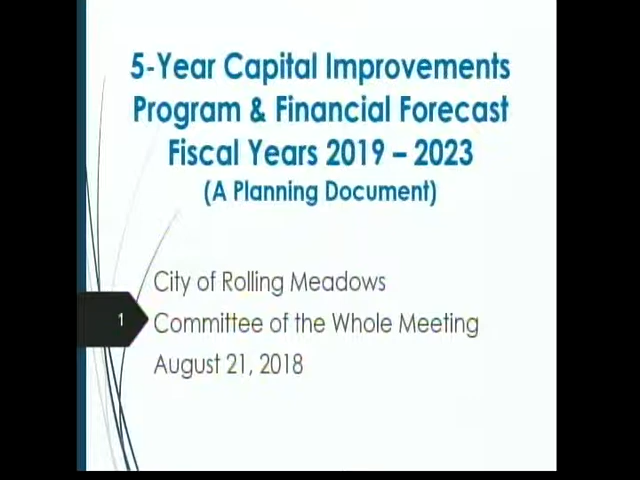 5-Year Capital Improvements
Program & Financial Forecast
Fiscal Years 2019 – 2023
(A Planning Document)
City of Rolling Meadows
1
Committee of the Whole Meeting
August 21, 2018